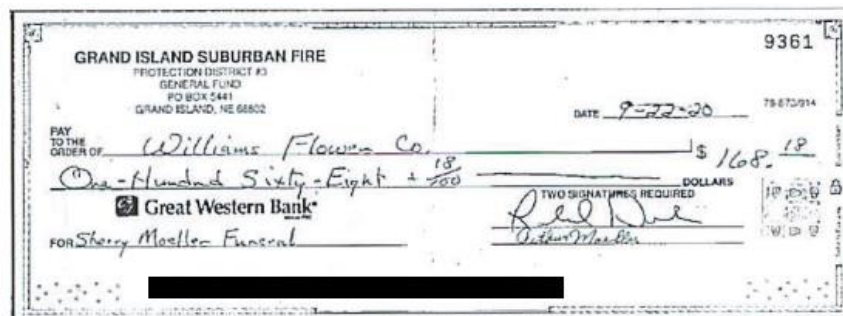 9361
GRAND ISLAND SUBURBAN FIRE
PROTECTION DISTRICT #3
GENERAL FUND
PO BOX 5441
GRAND ISLAND, NE 68802
DATE 9-22-20
PAY TO THE ORDER OF Williams Flower Co. $ 168. 18
One-Hundred Sixty-Eight + 18/100 DOLLARS
Great Western Bank
TWO SIGNATURES REQUIRED
FOR Sherry Moeller Funeral
Arthur Moeller